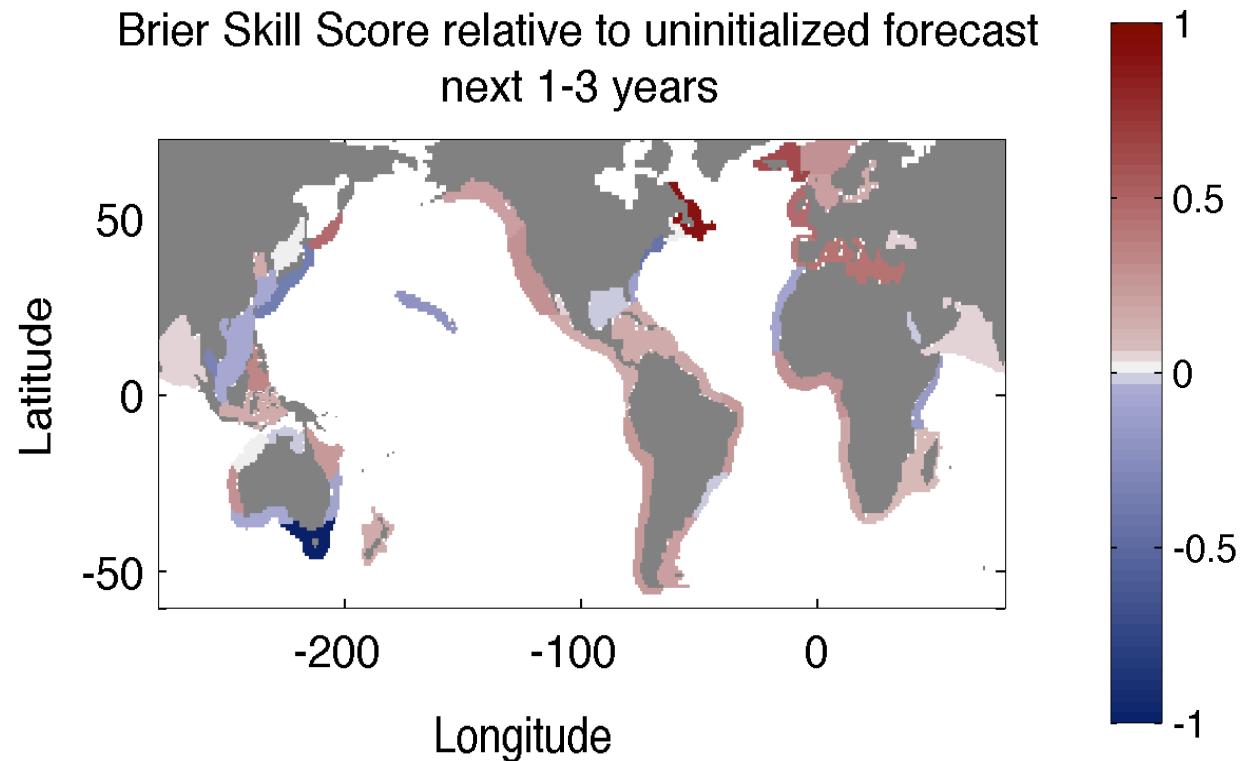 Brier Skill Score relative to uninitialized forecast
next 1-3 years
1
0.5
0
-0.5
-1
50
0
-50
Latitude
-200
-100
0
Longitude